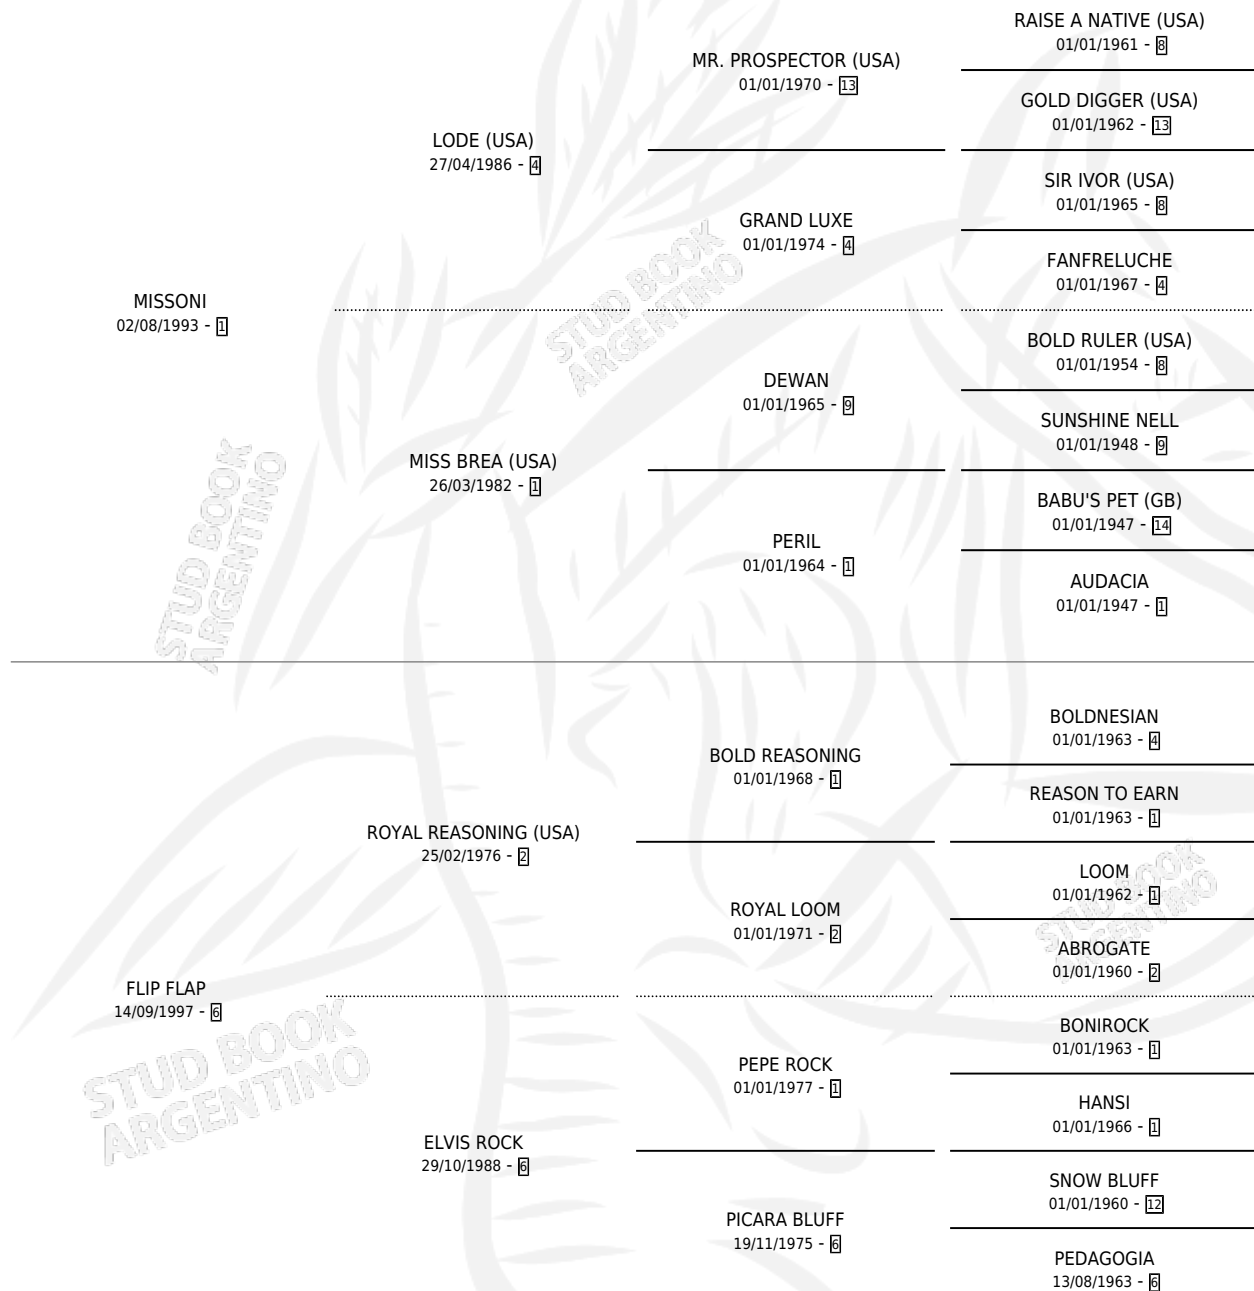 RAISE A NATIVE (USA)
01/01/1961 - 8
MR. PROSPECTOR (USA)
01/01/1970 - 13
GOLD DIGGER (USA)
01/01/1962 - 13
LODE (USA)
27/04/1986 - 4
SIR IVOR (USA)
01/01/1965 - 8
GRAND LUXE
01/01/1974 - 4
FANFRELUCHE
01/01/1967 - 4
MISSONI
02/08/1993 - 1
STUD BOOK
ARGENTINO
BOLD RULER (USA)
01/01/1954 - 8
DEWAN
01/01/1965 - 9
SUNSHINE NELL
01/01/1948 - 9
MISS BREA (USA)
26/03/1982 - 1
BABU'S PET (GB)
01/01/1947 - 14
PERIL
01/01/1964 - 1
AUDACIA
01/01/1947 - 1
STUD BOOK
ARGENTINO
BOLDNESIAN
01/01/1963 - 4
BOLD REASONING
01/01/1968 - 1
REASON TO EARN
01/01/1963 - 1
ROYAL REASONING (USA)
25/02/1976 - 2
LOOM
01/01/1962 - 1
ROYAL LOOM
01/01/1971 - 2
ABROGATE
01/01/1960 - 2
STUD BOOK
ARGENTINO
FLIP FLAP
14/09/1997 - 6
BONIROCK
01/01/1963 - 1
PEPE ROCK
01/01/1977 - 1
HANSI
01/01/1966 - 1
STUD BOOK
ARGENTINO
ELVIS ROCK
29/10/1988 - 6
SNOW BLUFF
01/01/1960 - 12
PICARA BLUFF
19/11/1975 - 6
PEDAGOGIA
13/08/1963 - 6